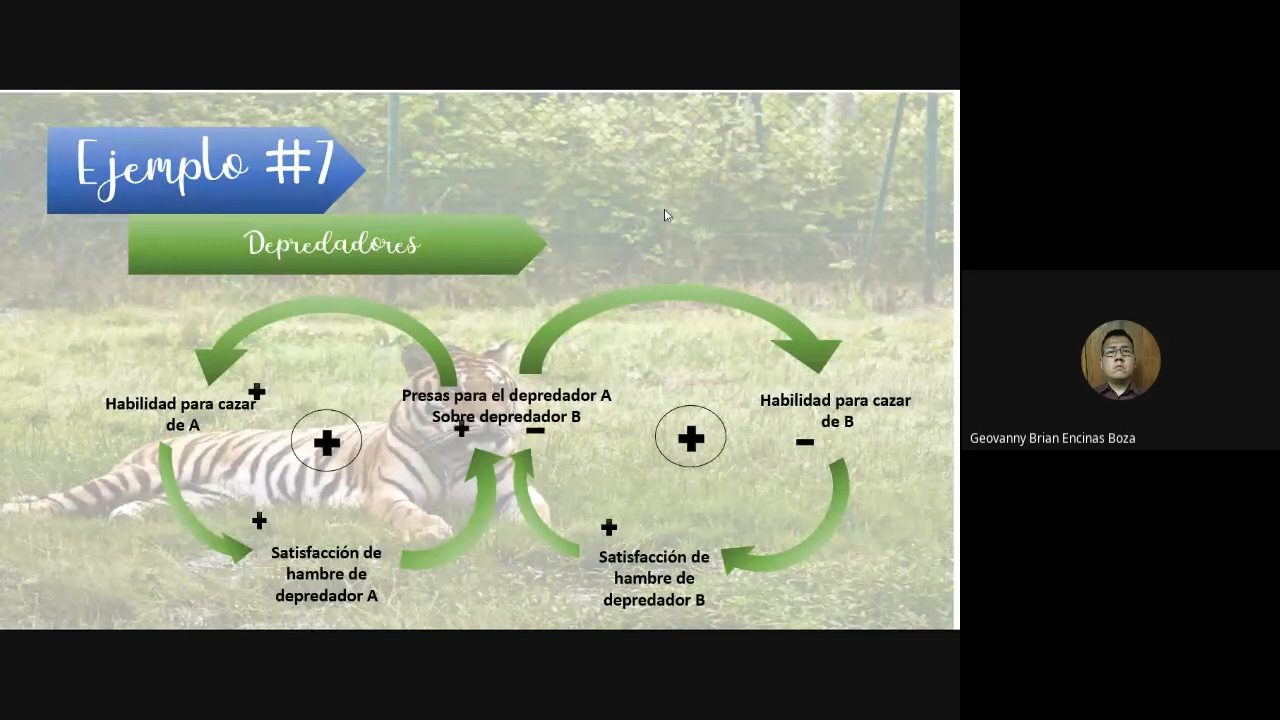 Ejemplo #7
Depredadores
Presas para el depredador A
Sobre depredador B
Habilidad para cazar
de A
+
+
Habilidad para cazar
de B
+
-
+
-
+
Satisfacción de
hambre de
depredador A
+
Satisfacción de
hambre de
depredador B
Geovanny Brian Encinas Boza